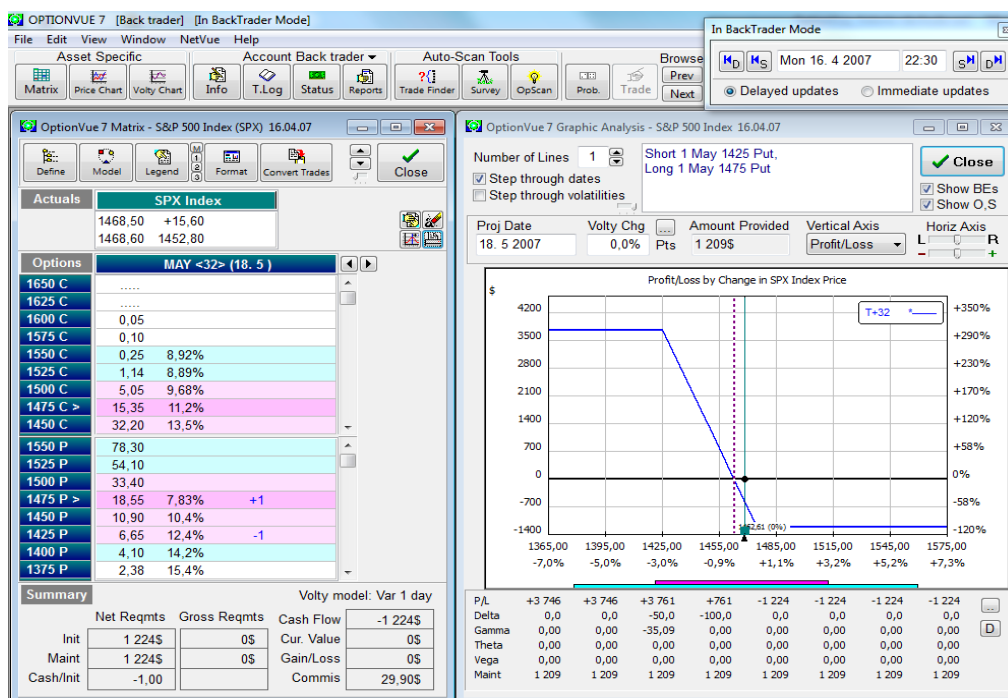 OPTIONVUE 7 [Back trader] [In BackTrader Mode]
File Edit View Window NetVue Help
Asset Specific Account Back trader Auto-Scan Tools Browse
Matrix Price Chart Volty Chart Info T.Log Status Reports Trade Finder Survey OpScan Prob. Trade Prev
Next
In BackTrader Mode
D S Mon 16. 4 2007 22:30 S D
Delayed updates Immediate updates
OptionVue 7 Matrix - S&P 500 Index (SPX) 16.04.07
Define Model Legend M 1 2 3 Format Convert Trades Close
Actuals SPX Index
1468,50 +15,60
1468,60 1452,80
Options MAY <32> (18. 5 )
1650 C .....
1625 C .....
1600 C 0,05
1575 C 0,10
1550 C 0,25 8,92%
1525 C 1,14 8,89%
1500 C 5,05 9,68%
1475 C > 15,35 11,2%
1450 C 32,20 13,5%
1550 P 78,30
1525 P 54,10
1500 P 33,40
1475 P > 18,55 7,83% +1
1450 P 10,90 10,4%
1425 P 6,65 12,4% -1
1400 P 4,10 14,2%
1375 P 2,38 15,4%
Summary Volty model: Var 1 day
Net Reqmts Gross Reqmts Cash Flow -1 224$
Init 1 224$ 0$ Cur. Value 0$
Maint 1 224$ 0$ Gain/Loss 0$
Cash/Init -1,00 Commis 29,90$
OptionVue 7 Graphic Analysis - S&P 500 Index 16.04.07
Number of Lines 1
Step through dates
Step through volatilities
Short 1 May 1425 Put,
Long 1 May 1475 Put
Close
Show BEs
Show O,S
Proj Date Volty Chg ... Amount Provided Vertical Axis Horiz Axis
18. 5 2007 0,0% Pts 1 209$ Profit/Loss L R
- +
Profit/Loss by Change in SPX Index Price
$
T+32 *
4200 +350%
3500 +290%
2800 +230%
2100 +170%
1400 +120%
700 +58%
0 0%
-700 -58%
-1400 -120%
1365,00 1395,00 1425,00 1455,00 1485,00 1515,00 1545,00 1575,00
-7,0% -5,0% -3,0% -0,9% +1,1% +3,2% +5,2% +7,3%
P/L +3 746 +3 746 +3 761 +761 -1 224 -1 224 -1 224 -1 224
Delta 0,0 0,0 -50,0 -100,0 0,0 0,0 0,0 0,0
Gamma 0,00 0,00 -35,09 0,00 0,00 0,00 0,00 0,00
Theta 0,00 0,00 0,00 0,00 0,00 0,00 0,00 0,00
Vega 0,00 0,00 0,00 0,00 0,00 0,00 0,00 0,00
Maint 1 209 1 209 1 209 1 209 1 209 1 209 1 209 1 209
...
D